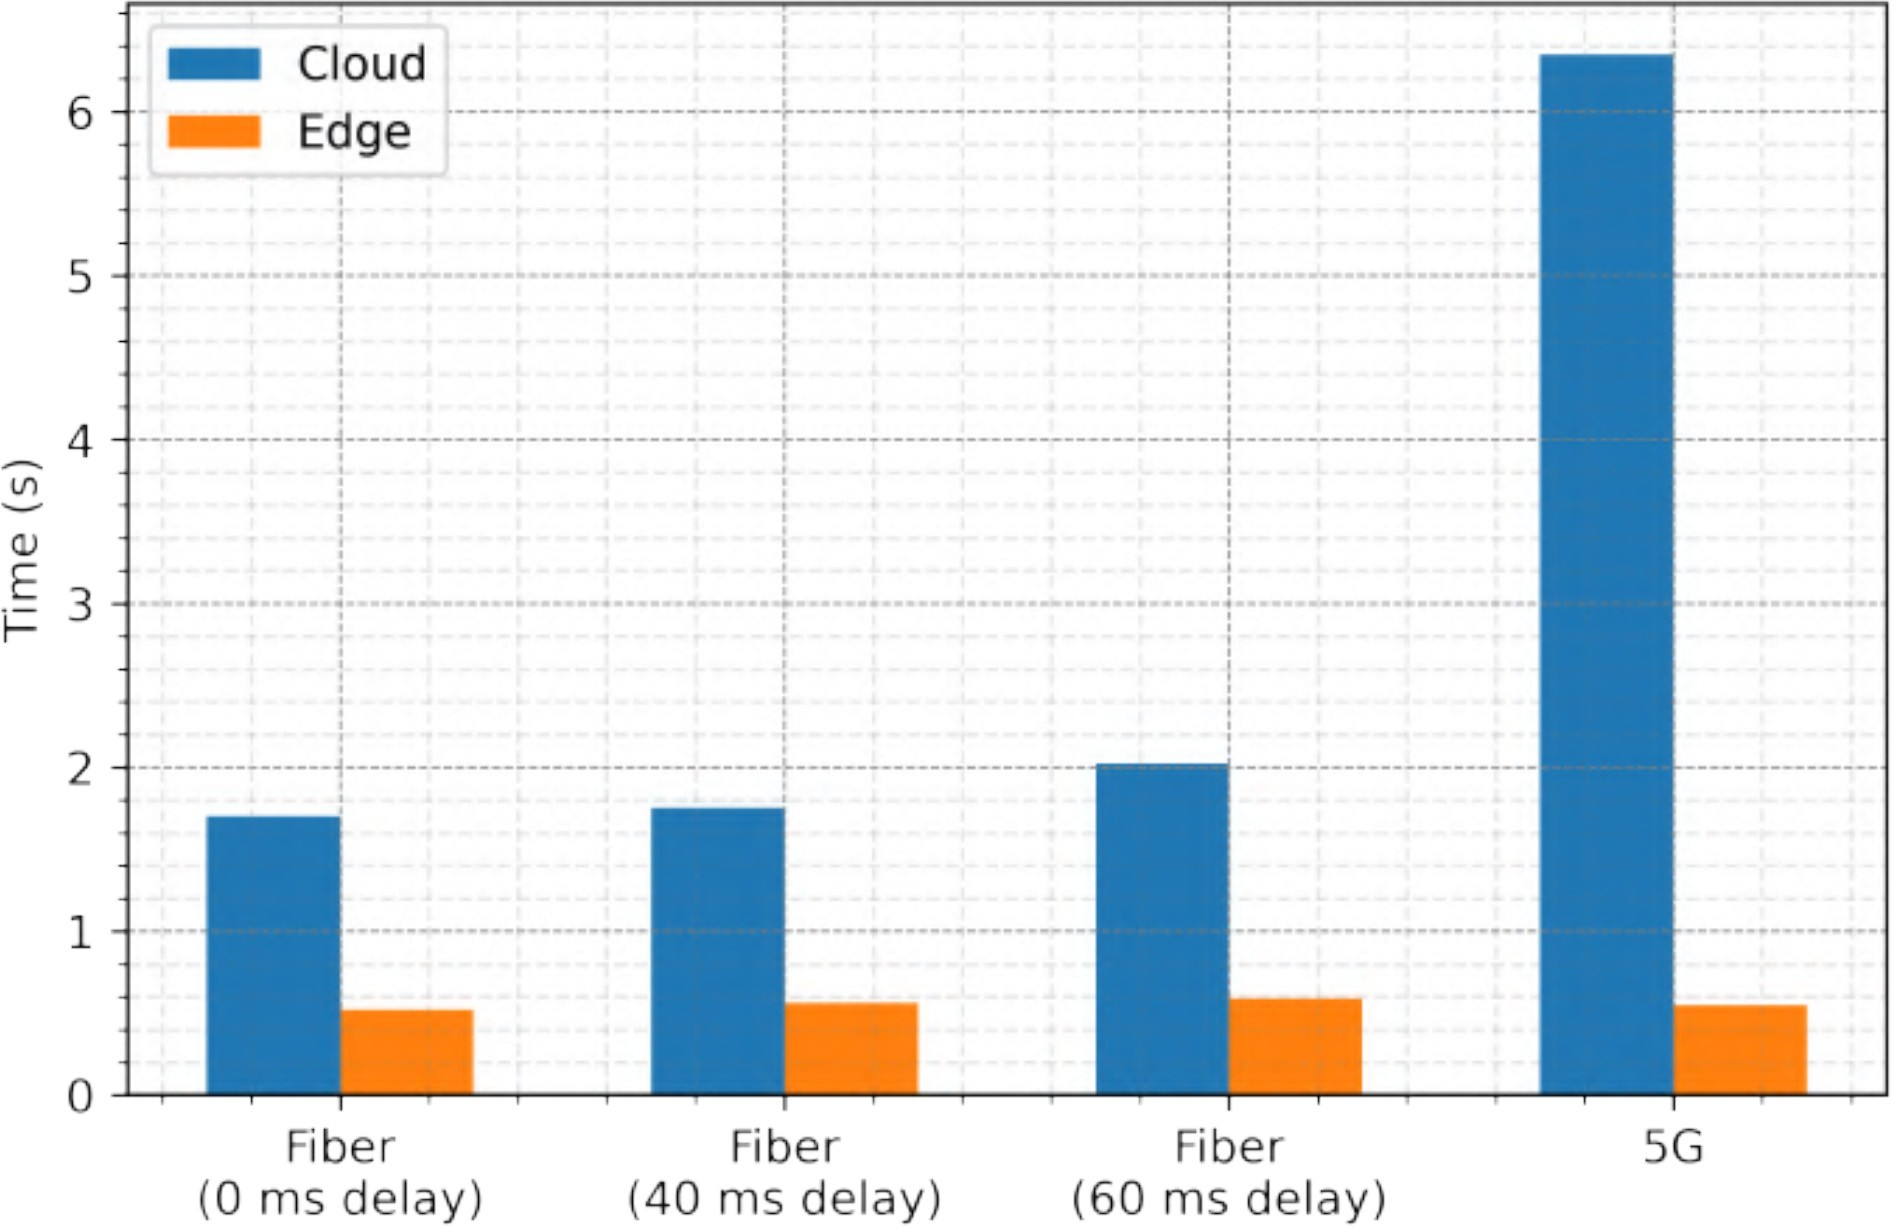 Cloud
Edge
Time (s)
6
5
4
3
2
1
0
Fiber
(0 ms delay)
Fiber
(40 ms delay)
Fiber
(60 ms delay)
5G